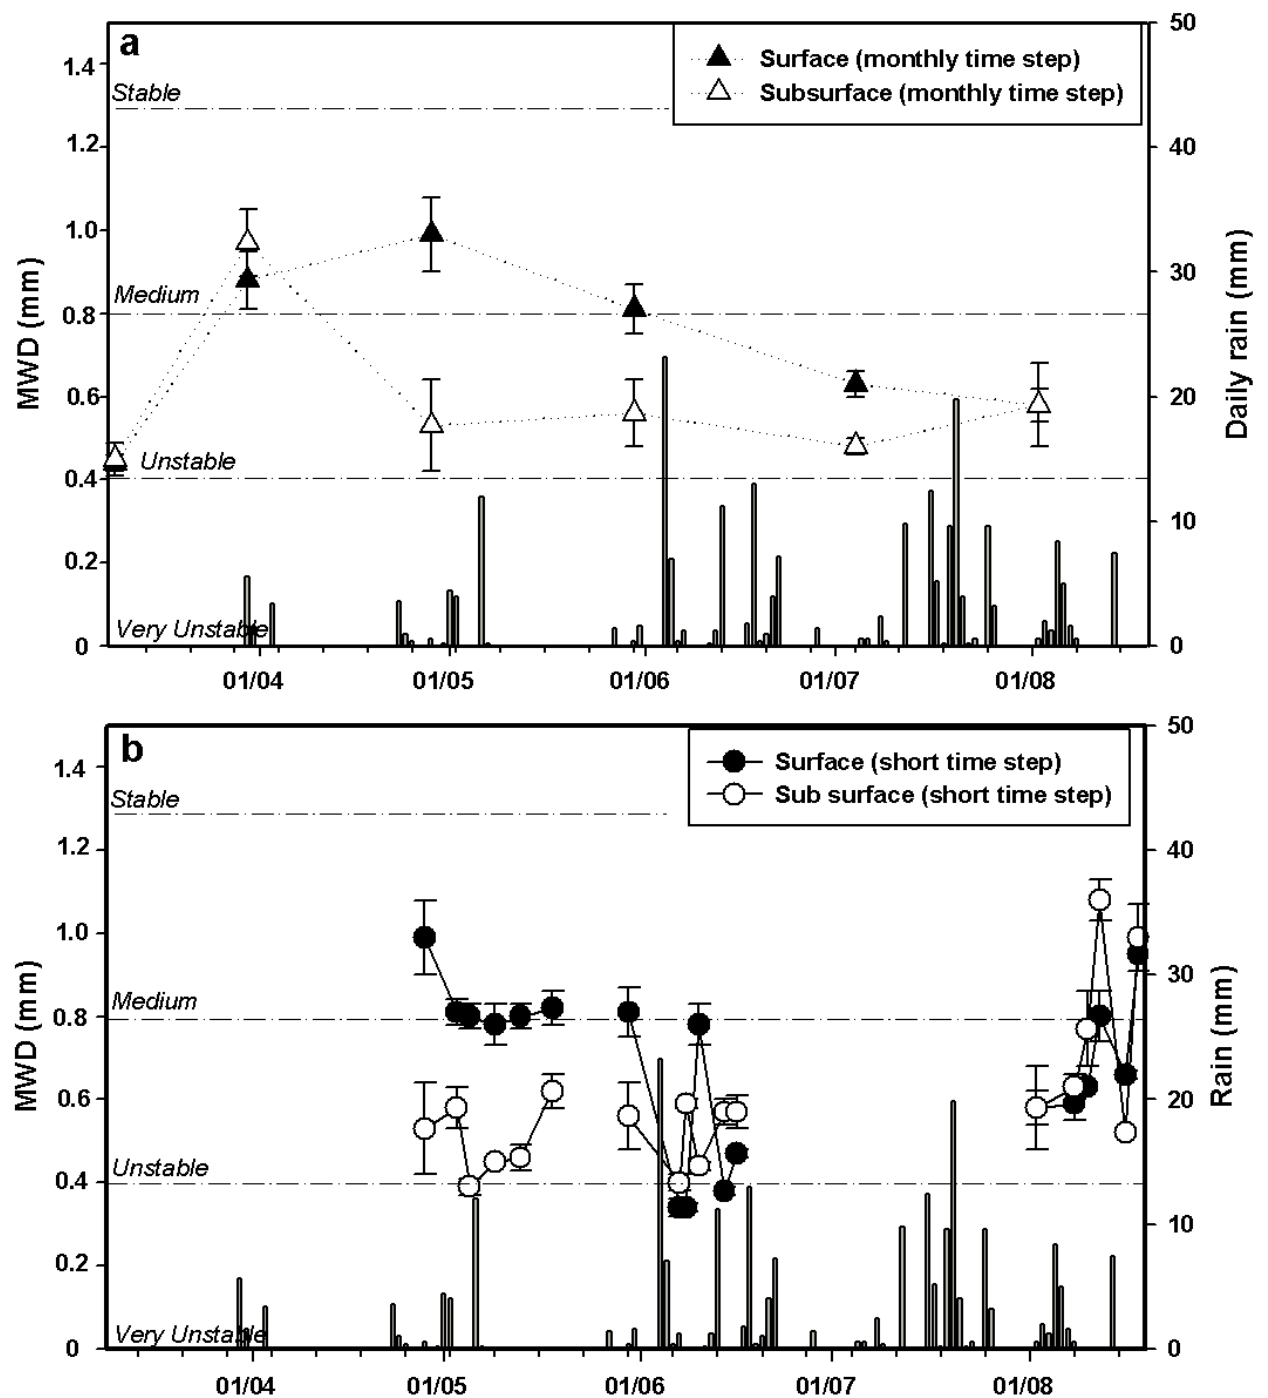 a
Surface (monthly time step)
Subsurface (monthly time step)
Stable
Medium
Unstable
Very Unstable
MWD (mm)
1.4
1.2
1.0
0.8
0.6
0.4
0.2
0
Daily rain (mm)
50
40
30
20
10
0
01/04 01/05 01/06 01/07 01/08
b
Surface (short time step)
Sub surface (short time step)
Stable
Medium
Unstable
Very Unstable
MWD (mm)
1.4
1.2
1.0
0.8
0.6
0.4
0.2
0
Rain (mm)
50
40
30
20
10
0
01/04 01/05 01/06 01/07 01/08